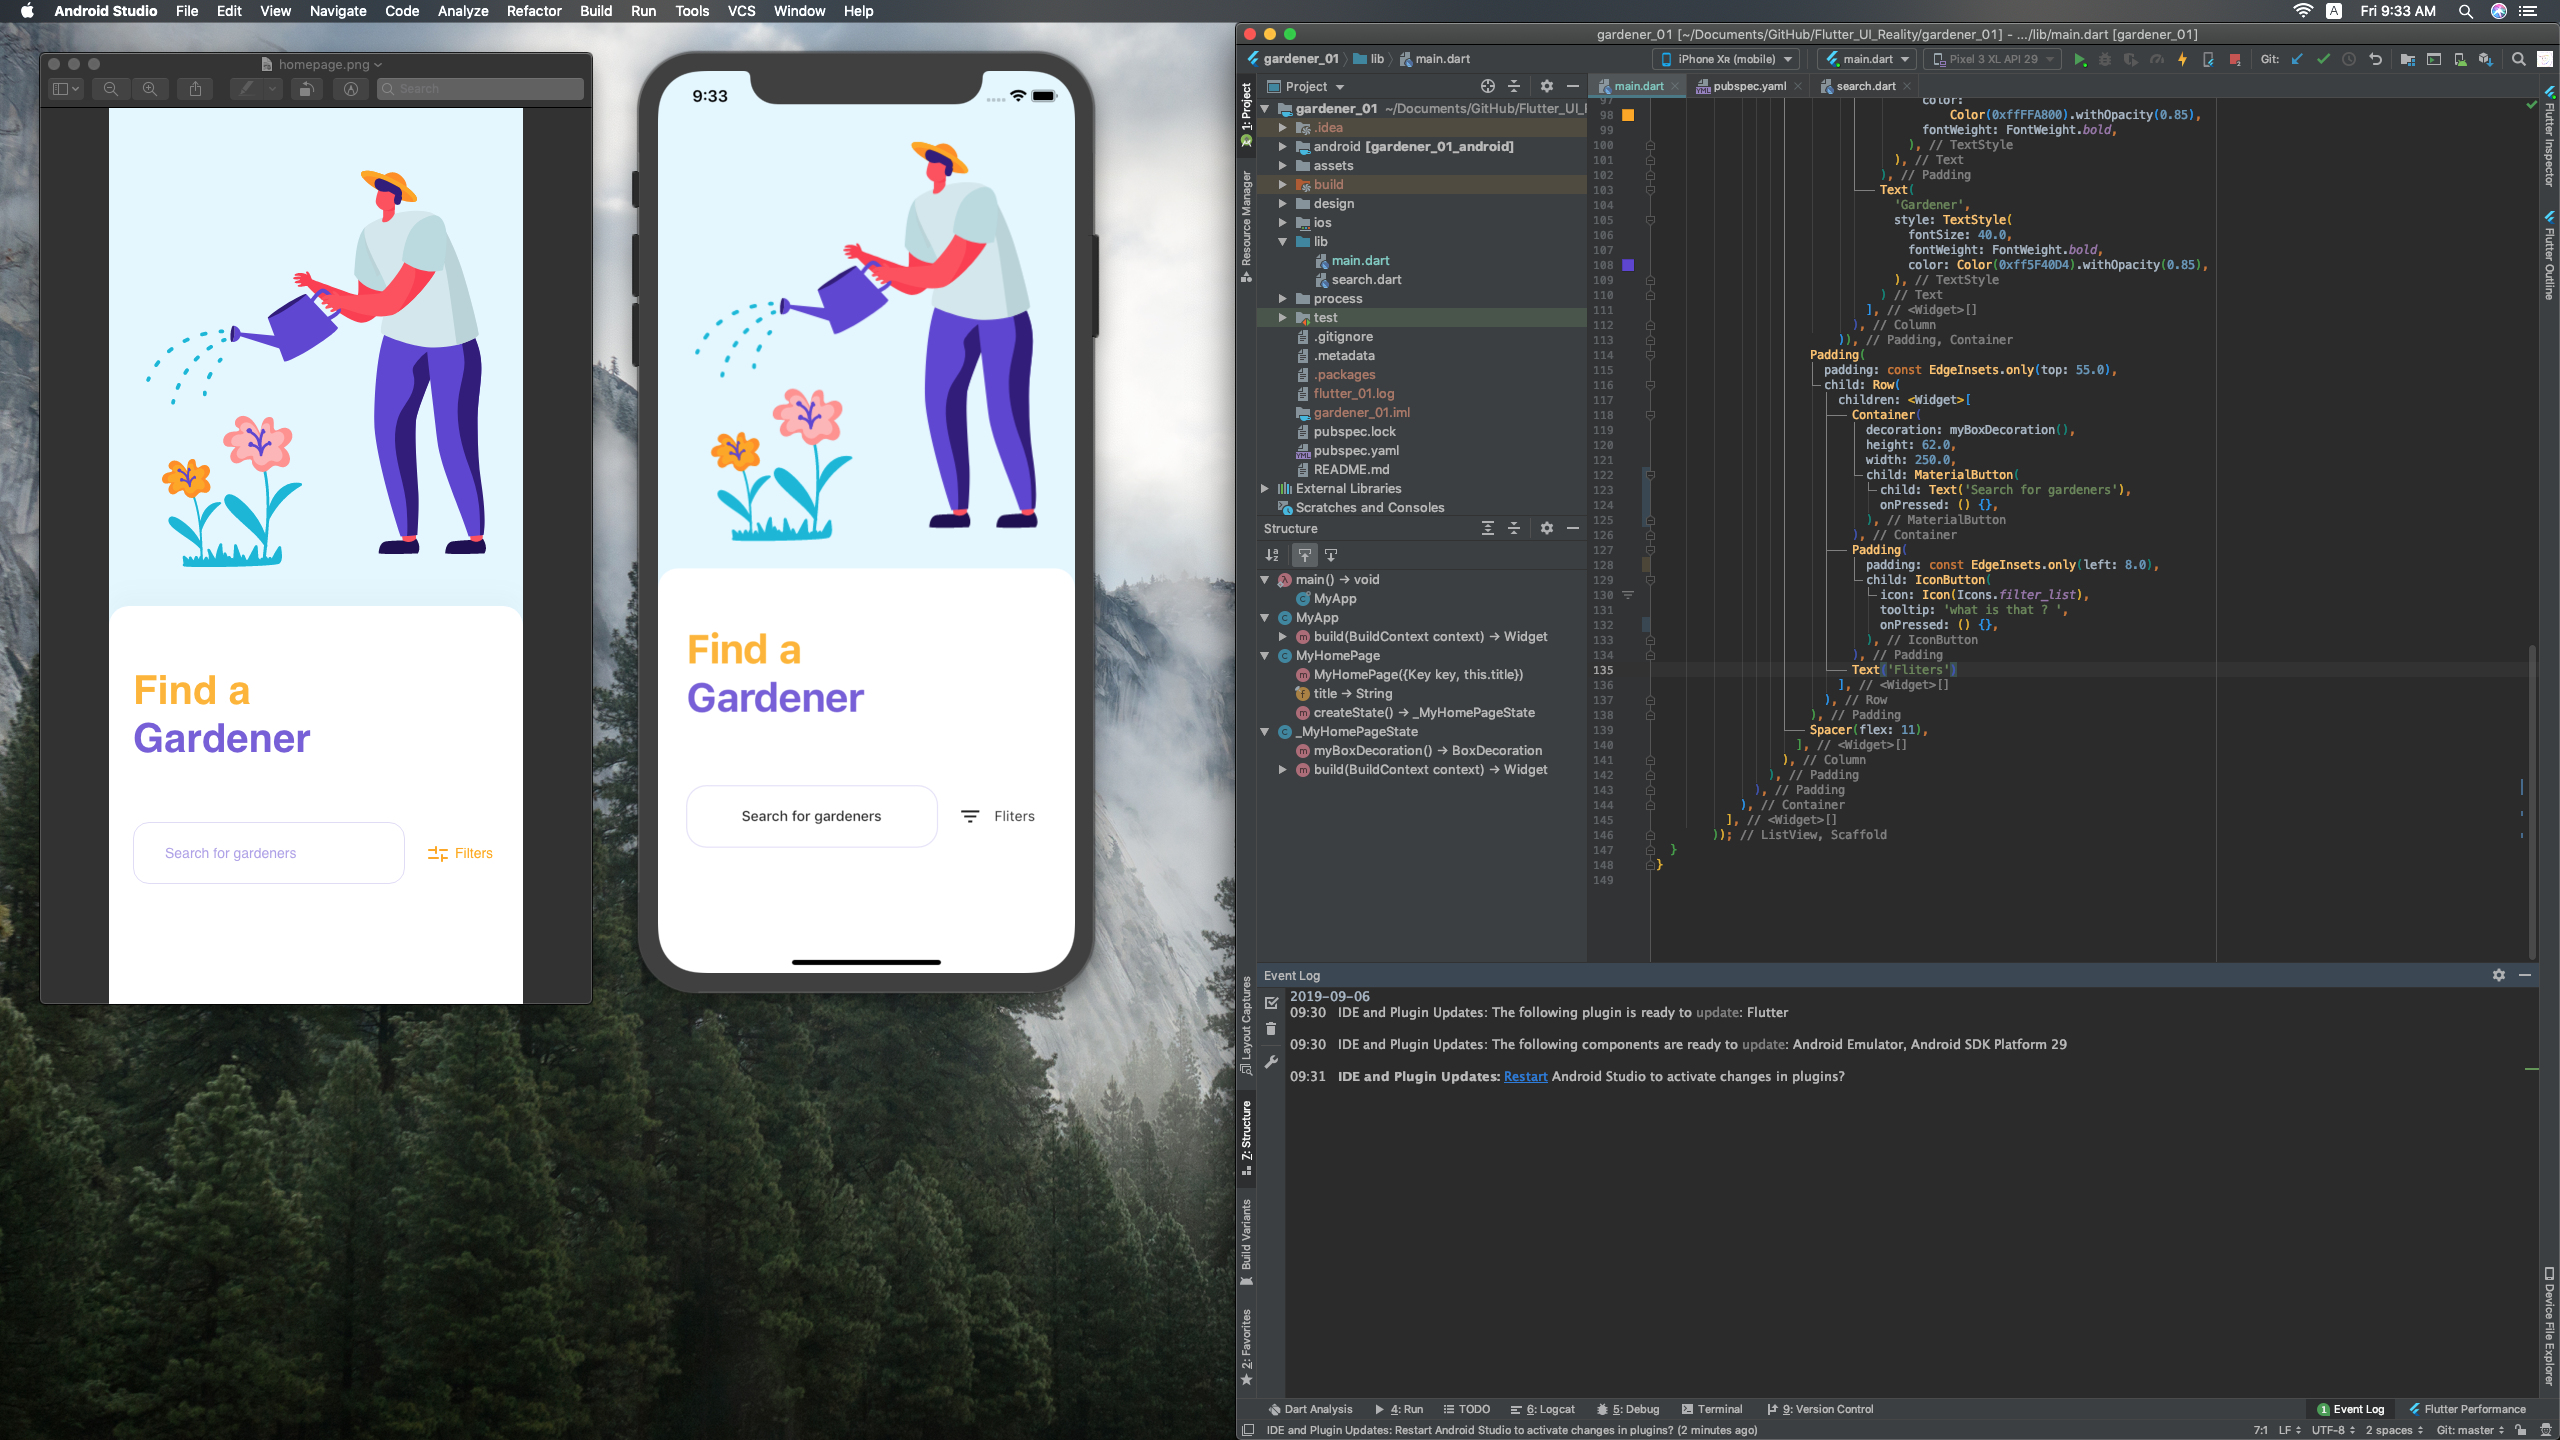 Android Studio File Edit View Navigate Code Analyze Refactor Build Run Tools VCS Window Help
A Fri 9:33 AM
homepage.png
Search
Find a
Gardener
Search for gardeners
Filters
9:33
Find a
Gardener
Search for gardeners
Fliters
gardener_01 [~/Documents/GitHub/Flutter_UI_Reality/gardener_01] - .../lib/main.dart [gardener_01]
gardener_01 lib main.dart
iPhone XR (mobile) main.dart Pixel 3 XL API 29 Git:
Project
main.dart pubspec.yaml search.dart
1: Project
Resource Manager
Layout Captures
7: Structure
Build Variants
2: Favorites
gardener_01 ~/Documents/GitHub/Flutter_UI_
.idea
android [gardener_01_android]
assets
build
design
ios
lib
main.dart
search.dart
process
test
.gitignore
.metadata
.packages
flutter_01.log
gardener_01.iml
pubspec.lock
pubspec.yaml
README.md
External Libraries
Scratches and Consoles
Structure
main() → void
MyApp
MyApp
build(BuildContext context) → Widget
MyHomePage
MyHomePage({Key key, this.title})
title → String
createState() → _MyHomePageState
_MyHomePageState
myBoxDecoration() → BoxDecoration
build(BuildContext context) → Widget
97 color:
98 Color(0xffFFA800).withOpacity(0.85),
99 fontWeight: FontWeight.bold,
100 ), // TextStyle
101 ), // Text
102 ), // Padding
103 Text(
104 'Gardener',
105 style: TextStyle(
106 fontSize: 40.0,
107 fontWeight: FontWeight.bold,
108 color: Color(0xff5F40D4).withOpacity(0.85),
109 ), // TextStyle
110 ) // Text
111 ], // <Widget>[]
112 ), // Column
113 )), // Padding, Container
114 Padding(
115 padding: const EdgeInsets.only(top: 55.0),
116 child: Row(
117 children: <Widget>[
118 Container(
119 decoration: myBoxDecoration(),
120 height: 62.0,
121 width: 250.0,
122 child: MaterialButton(
123 child: Text('Search for gardeners'),
124 onPressed: () {},
125 ), // MaterialButton
126 ), // Container
127 Padding(
128 padding: const EdgeInsets.only(left: 8.0),
129 child: IconButton(
130 icon: Icon(Icons.filter_list),
131 tooltip: 'what is that ? ',
132 onPressed: () {},
133 ), // IconButton
134 ), // Padding
135 Text('Fliters')
136 ], // <Widget>[]
137 ), // Row
138 ), // Padding
139 Spacer(flex: 11),
140 ], // <Widget>[]
141 ), // Column
142 ), // Padding
143 ), // Padding
144 ), // Container
145 ], // <Widget>[]
146 )); // ListView, Scaffold
147 }
148 }
149
Flutter Inspector
Flutter Outline
Device File Explorer
Event Log
2019-09-06
09:30 IDE and Plugin Updates: The following plugin is ready to update: Flutter
09:30 IDE and Plugin Updates: The following components are ready to update: Android Emulator, Android SDK Platform 29
09:31 IDE and Plugin Updates: Restart Android Studio to activate changes in plugins?
Dart Analysis 4: Run TODO 6: Logcat 5: Debug Terminal 9: Version Control 1 Event Log Flutter Performance
IDE and Plugin Updates: Restart Android Studio to activate changes in plugins? (2 minutes ago) 7:1 LF UTF-8 2 spaces Git: master